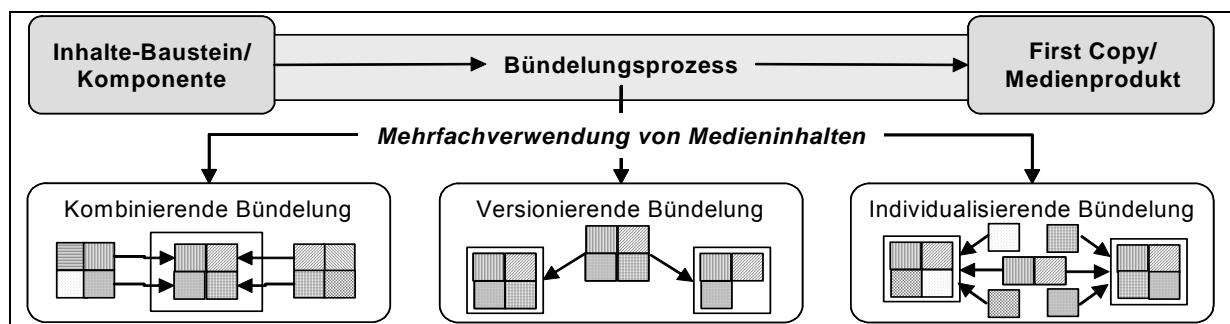 Inhalte-Baustein/
Komponente
Bündelungsprozess
First Copy/
Medienprodukt
Mehrfachverwendung von Medieninhalten
Kombinierende Bündelung
Versionierende Bündelung
Individualisierende Bündelung